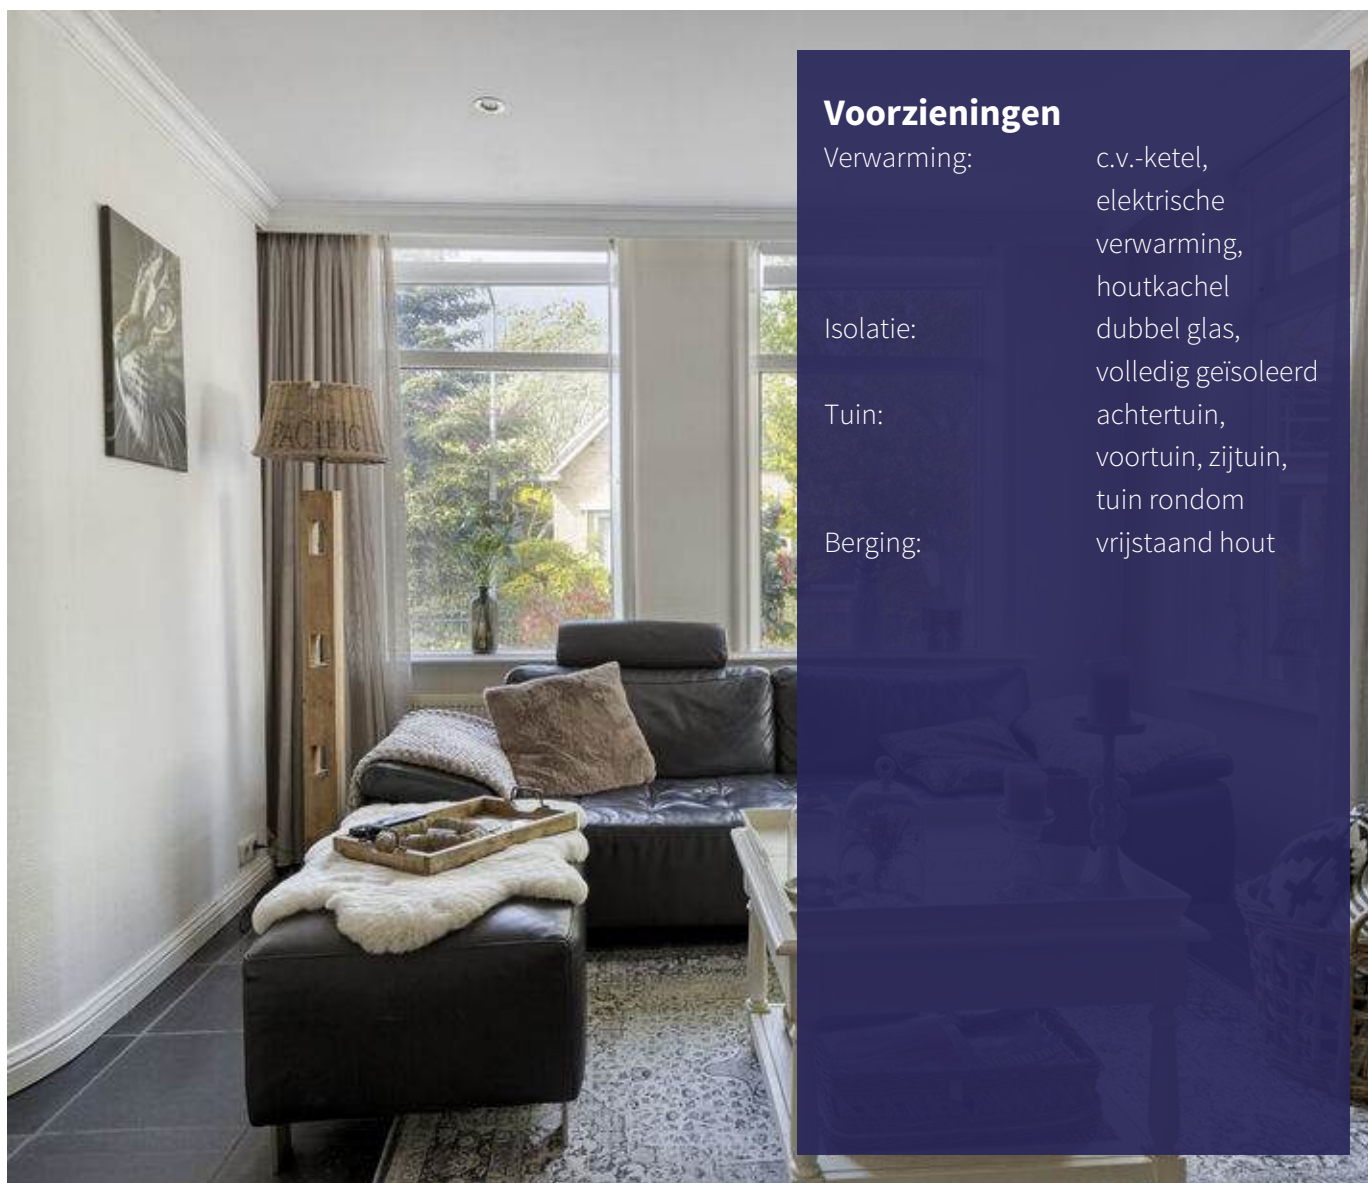 Voorzieningen
Verwarming: c.v.-ketel,
elektrische
verwarming,
houtkachel
Isolatie: dubbel glas,
volledig geïsoleerd
Tuin: achtertuin,
voortuin, zijtuin,
tuin rondom
Berging: vrijstaand hout
PACIFIC